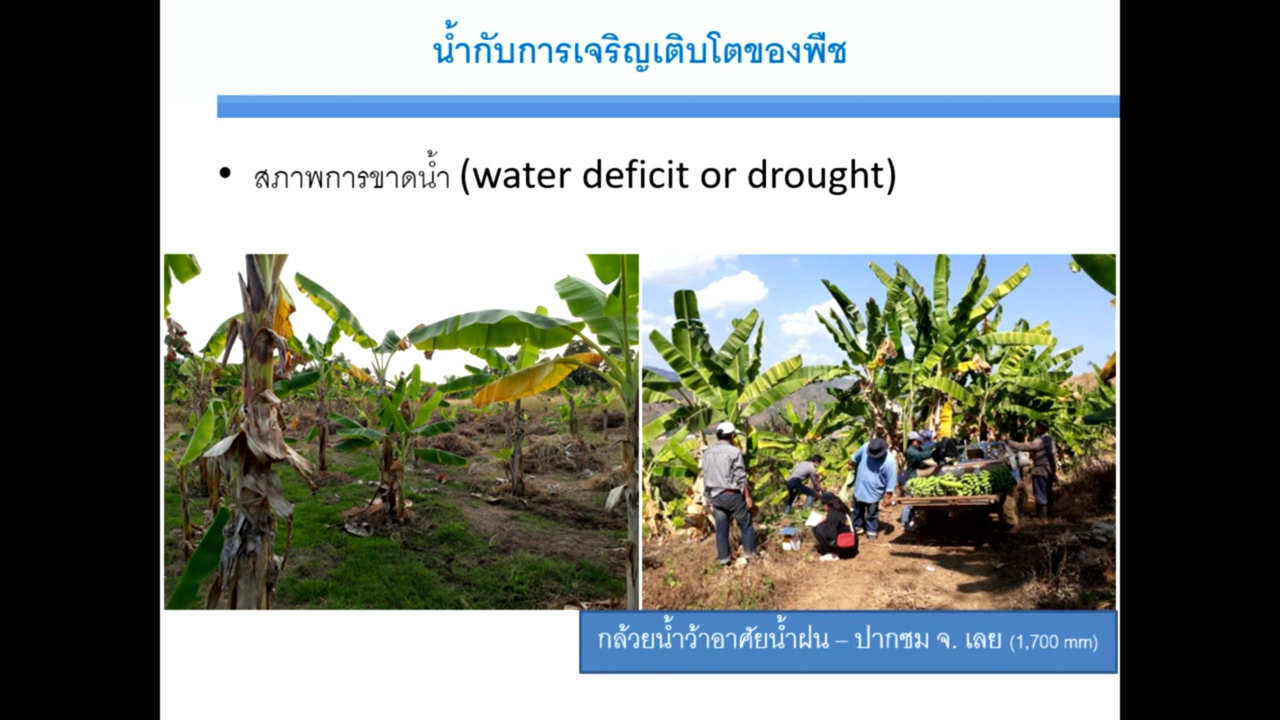 น้ำกับการเจริญเติบโตของพืช
• สภาพการขาดน้ำ (water deficit or drought)
กล้วยน้ำว้าอาศัยน้ำฝน – ปากชม จ. เลย (1,700 mm)